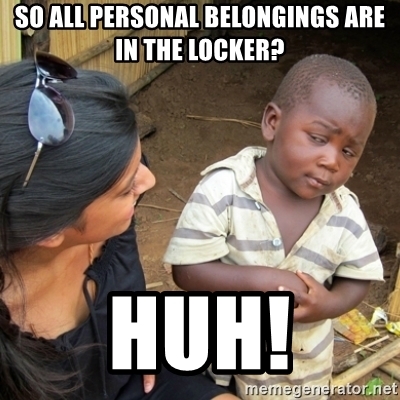 SO ALL PERSONAL BELONGINGS ARE
IN THE LOCKER?
HUH!
memegenerator.net